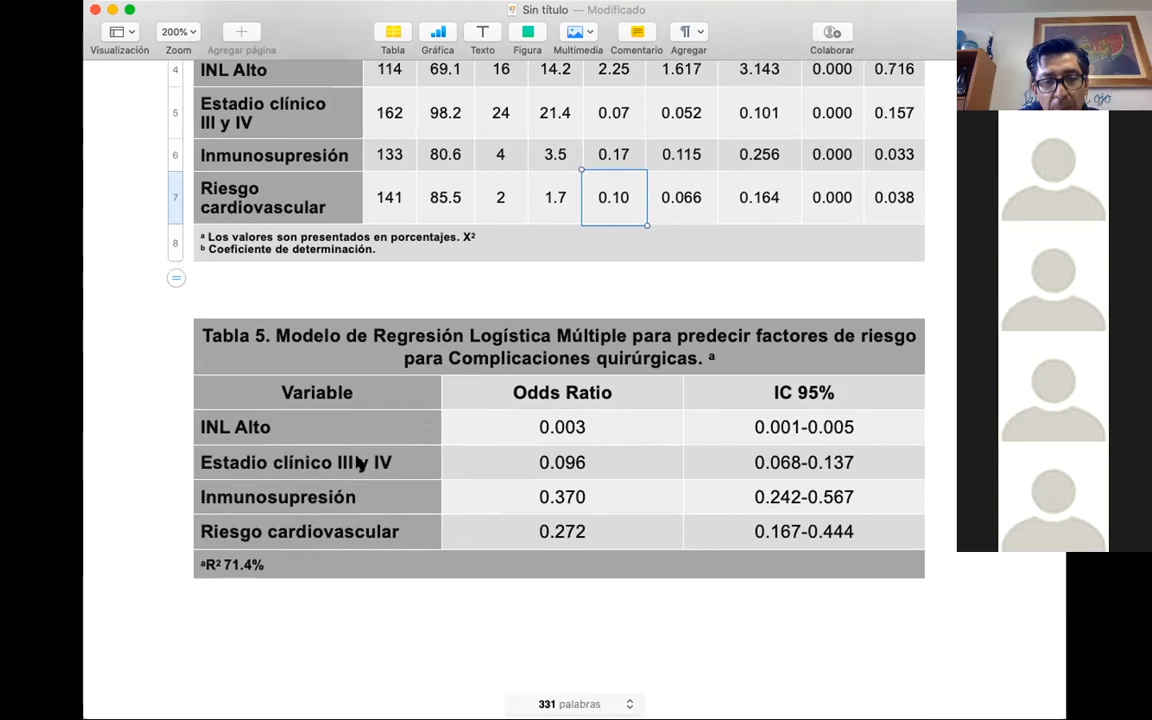 Sin título — Modificado
200%
Visualización Zoom Agregar página Tabla Gráfica Texto Figura Multimedia Comentario Agregar Colaborar
4 INL Alto 114 69.1 16 14.2 2.25 1.617 3.143 0.000 0.716
5 Estadio clínico III y IV 162 98.2 24 21.4 0.07 0.052 0.101 0.000 0.157
6 Inmunosupresión 133 80.6 4 3.5 0.17 0.115 0.256 0.000 0.033
7 Riesgo cardiovascular 141 85.5 2 1.7 0.10 0.066 0.164 0.000 0.038
8 ᵃ Los valores son presentados en porcentajes. X²
ᵇ Coeficiente de determinación.
Tabla 5. Modelo de Regresión Logística Múltiple para predecir factores de riesgo
para Complicaciones quirúrgicas. ᵃ
Variable Odds Ratio IC 95%
INL Alto 0.003 0.001-0.005
Estadio clínico III y IV 0.096 0.068-0.137
Inmunosupresión 0.370 0.242-0.567
Riesgo cardiovascular 0.272 0.167-0.444
ᵃR² 71.4%
331 palabras